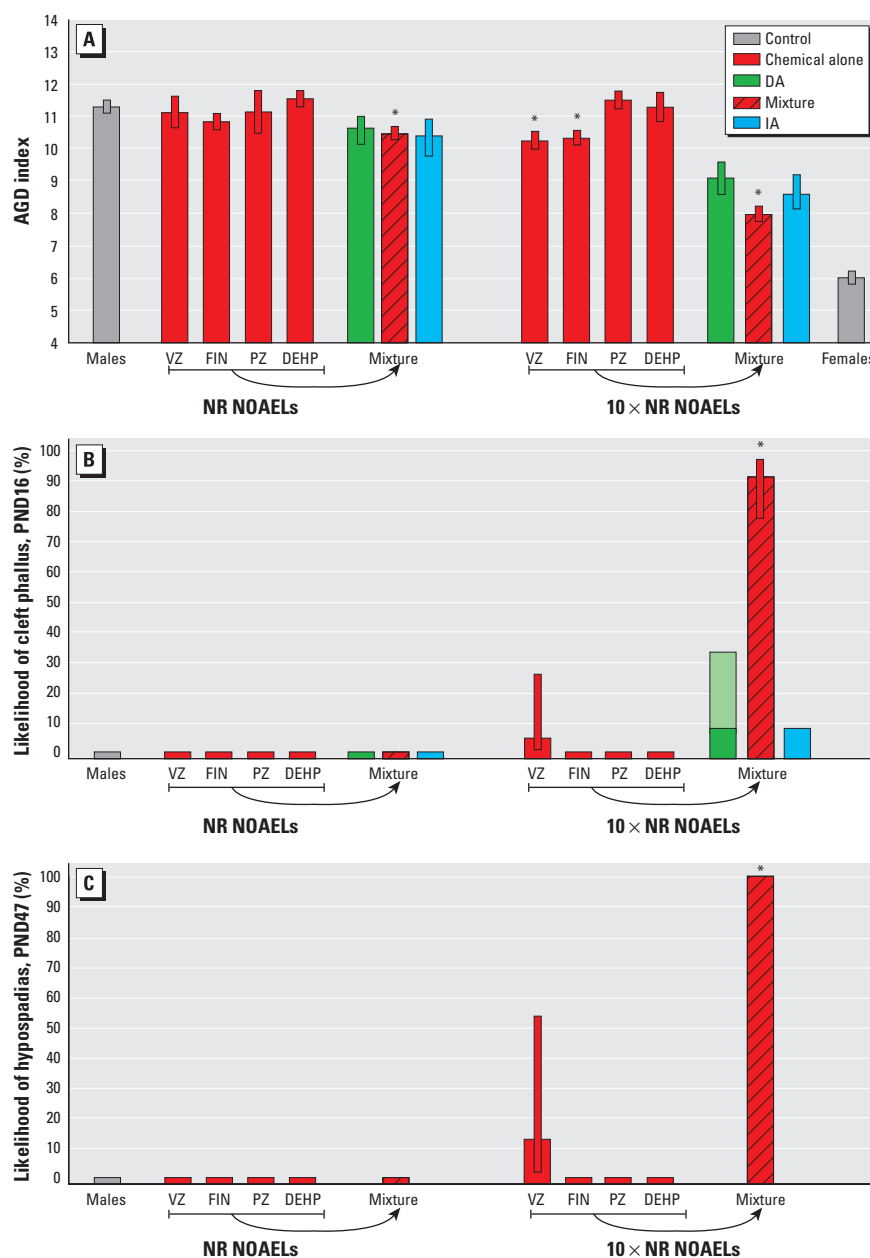 A
AGD index
14
13
12
11
10
9
8
7
6
5
4
Control
Chemical alone
DA
Mixture
IA
*
* *
*
Males VZ FIN PZ DEHP Mixture VZ FIN PZ DEHP Mixture Females
NR NOAELs 10 × NR NOAELs
B
Likelihood of cleft phallus, PND16 (%)
100
90
80
70
60
50
40
30
20
10
0
*
Males VZ FIN PZ DEHP Mixture VZ FIN PZ DEHP Mixture
NR NOAELs 10 × NR NOAELs
C
Likelihood of hypospadias, PND47 (%)
100
90
80
70
60
50
40
30
20
10
0
*
Males VZ FIN PZ DEHP Mixture VZ FIN PZ DEHP Mixture
NR NOAELs 10 × NR NOAELs